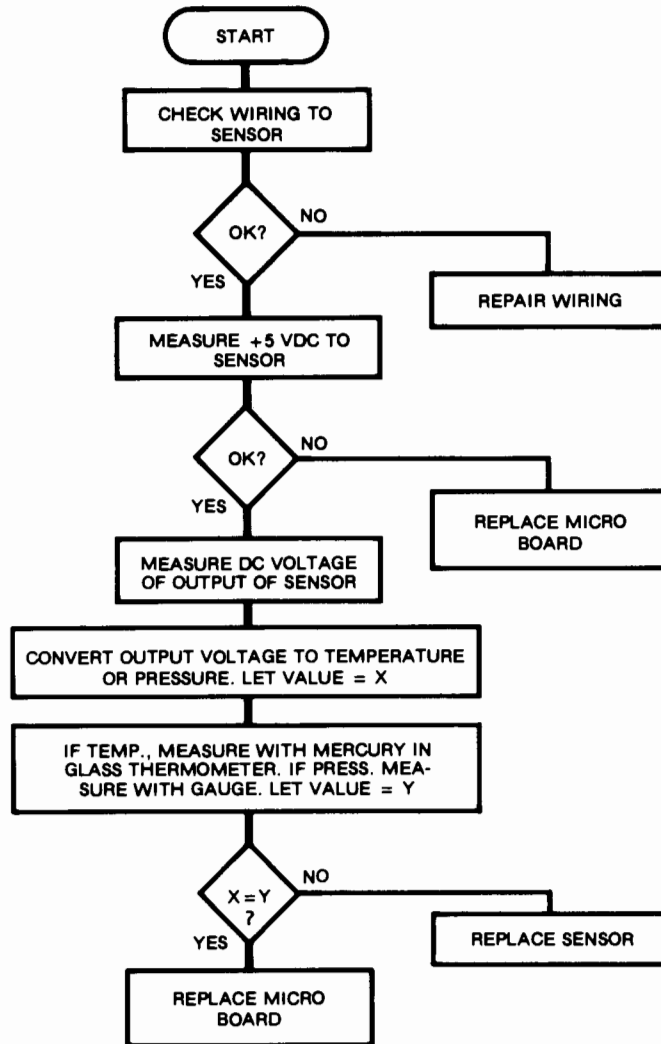 START
CHECK WIRING TO
SENSOR
OK?
NO
YES
REPAIR WIRING
MEASURE +5 VDC TO
SENSOR
OK?
NO
YES
REPLACE MICRO
BOARD
MEASURE DC VOLTAGE
OF OUTPUT OF SENSOR
CONVERT OUTPUT VOLTAGE TO TEMPERATURE
OR PRESSURE. LET VALUE = X
IF TEMP., MEASURE WITH MERCURY IN
GLASS THERMOMETER. IF PRESS. MEA-
SURE WITH GAUGE. LET VALUE = Y
X = Y
?
NO
YES
REPLACE SENSOR
REPLACE MICRO
BOARD